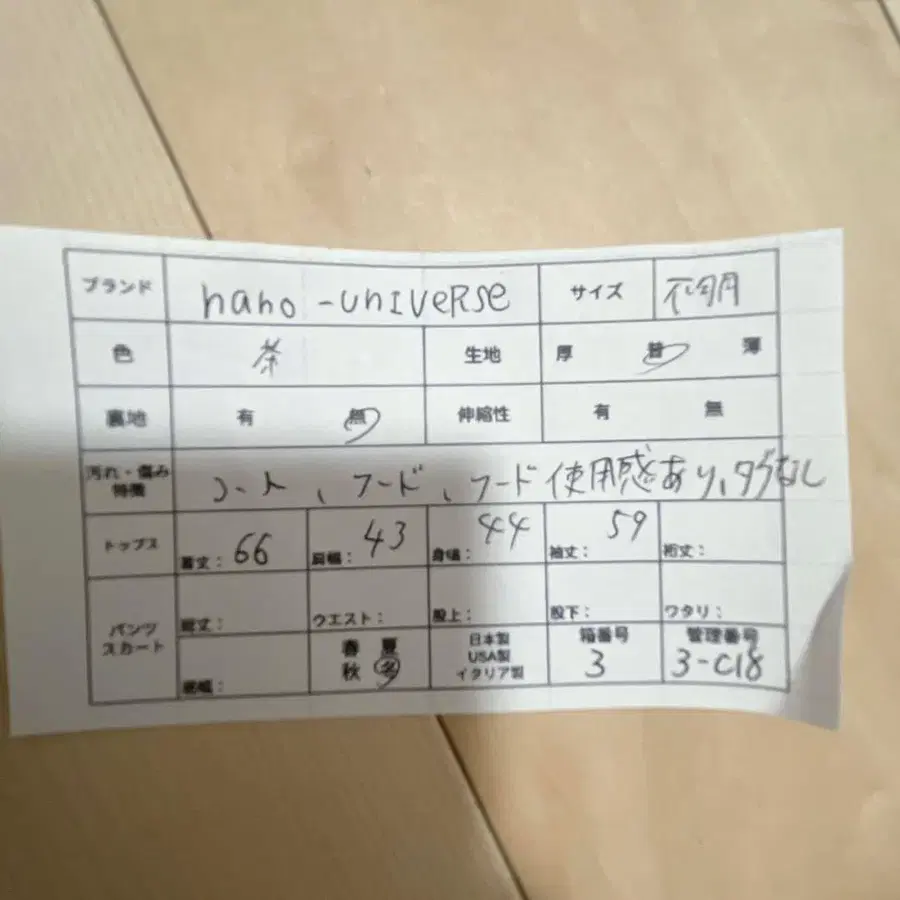 ブランド nano-UNIVERSE サイズ 不明
色 茶 生地 厚 普 薄
裏地 有 無 伸縮性 有 無
汚れ・傷み
特徴 コート、フード、フード使用感あり、タグなし
トップス 着丈: 66 肩幅: 43 身幅: 44 袖丈: 59 裄丈:
パンツ
スカート 総丈: ウエスト: 股上: 股下: ワタリ:
裾幅: 春 夏
秋 冬
日本製
USA製
イタリア製
箱番号
3
管理番号
3-C18